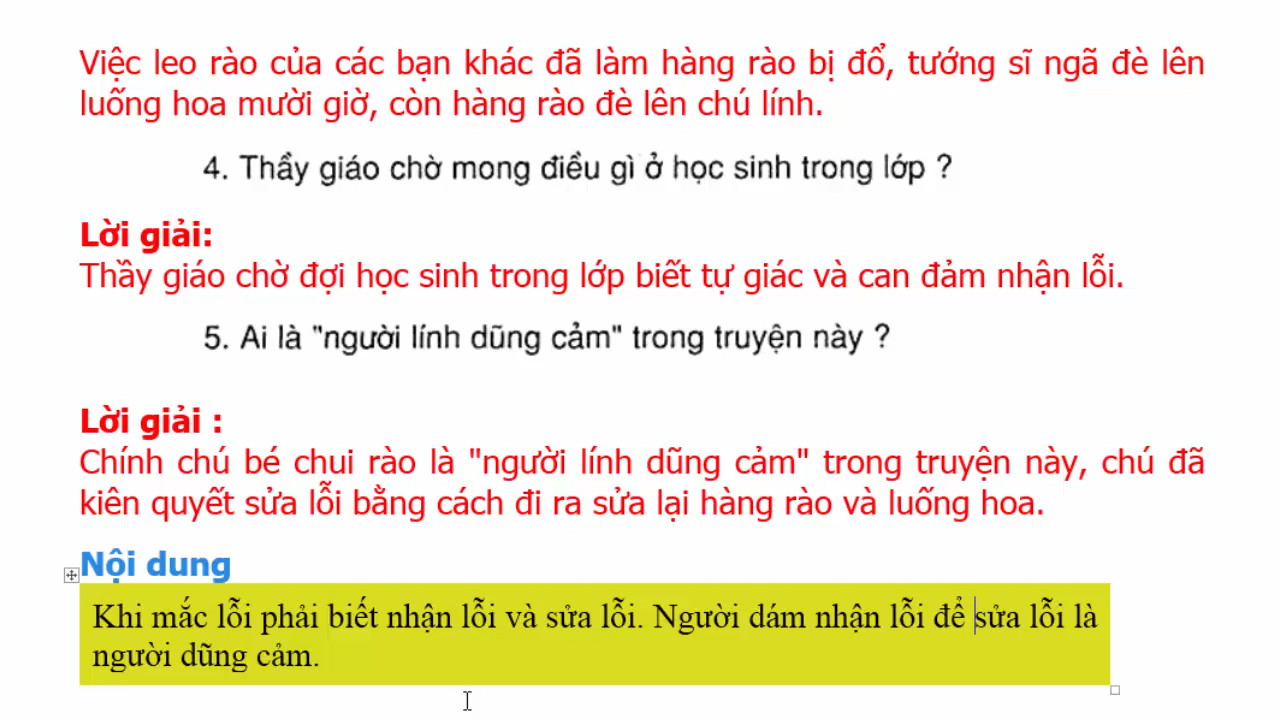 Việc leo rào của các bạn khác đã làm hàng rào bị đổ, tướng sĩ ngã đè lên
luống hoa mười giờ, còn hàng rào đè lên chú lính.
4. Thầy giáo chờ mong điều gì ở học sinh trong lớp ?
Lời giải:
Thầy giáo chờ đợi học sinh trong lớp biết tự giác và can đảm nhận lỗi.
5. Ai là "người lính dũng cảm" trong truyện này ?
Lời giải :
Chính chú bé chui rào là "người lính dũng cảm" trong truyện này, chú đã
kiên quyết sửa lỗi bằng cách đi ra sửa lại hàng rào và luống hoa.
Nội dung
Khi mắc lỗi phải biết nhận lỗi và sửa lỗi. Người dám nhận lỗi để sửa lỗi là
người dũng cảm.